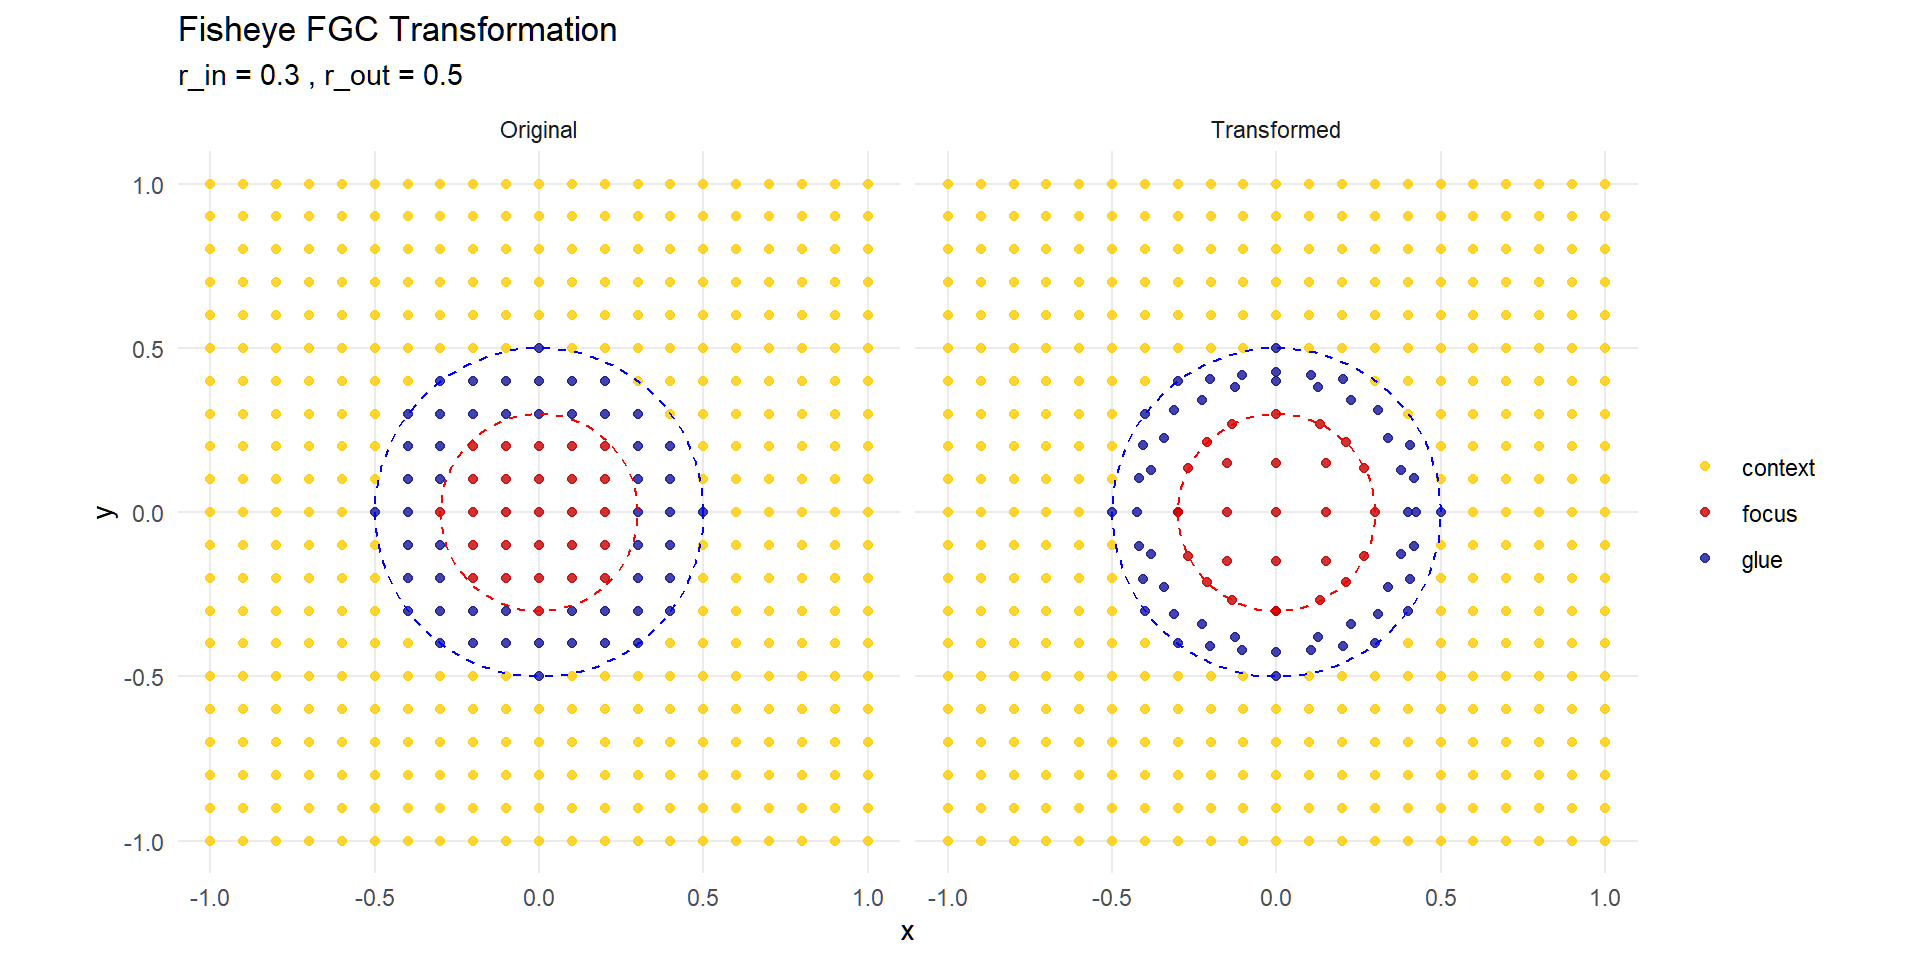 Fisheye FGC Transformation
r_in = 0.3 , r_out = 0.5
Original
Transformed
1.0
0.5
0.0
-0.5
-1.0
y
-1.0 -0.5 0.0 0.5 1.0
-1.0 -0.5 0.0 0.5 1.0
x
context
focus
glue